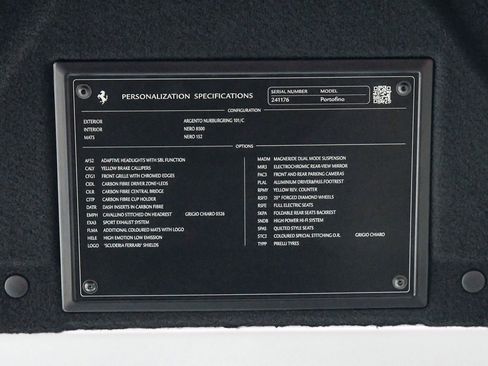 PERSONALIZATION SPECIFICATIONS
SERIAL NUMBER MODEL
241176 Portofino
CONFIGURATION
EXTERIOR ARGENTO NURBURGRING 101/C
INTERIOR NERO 8500
MATS NERO 152
OPTIONS
AFS2 ADAPTIVE HEADLIGHTS WITH SBL FUNCTION
CALY YELLOW BRAKE CALLIPERS
CFG1 FRONT GRILLE WITH CHROMED EDGES
CIOL CARBON FIBRE DRIVER ZONE+LEDS
CILR CARBON FIBRE CENTRAL BRIDGE
CITP CARBON FIBRE CUP HOLDER
DATR DASH INSERTS IN CARBON FIBRE
EMPH CAVALLINO STITCHED ON HEADREST GRIGIO CHIARO 0326
EXA3 SPORT EXHAUST SYSTEM
FLMA ADDITIONAL COLOURED MATS WITH LOGO
HELE HIGH EMOTION LOW EMISSION
LOGO "SCUDERIA FERRARI" SHIELDS
MADM MAGNERIDE DUAL MODE SUSPENSION
MIR3 ELECTROCHROMIC REAR-VIEW MIRROR
PAC3 FRONT AND REAR PARKING CAMERAS
PLAL ALUMINIUM DRIVER&PASS.FOOTREST
RPMY YELLOW REV. COUNTER
RSFD 20" FORGED DIAMOND WHEELS
RSFE FULL ELECTRIC SEATS
SKPA FOLDABLE REAR SEATS BACKREST
SNDB HIGH POWER HI-FI SYSTEM
SPAS QUILTED STYLE SEATS
STC2 COLOURED SPECIAL STITCHING O.R. GRIGIO CHIARO
TYPP PIRELLI TYRES